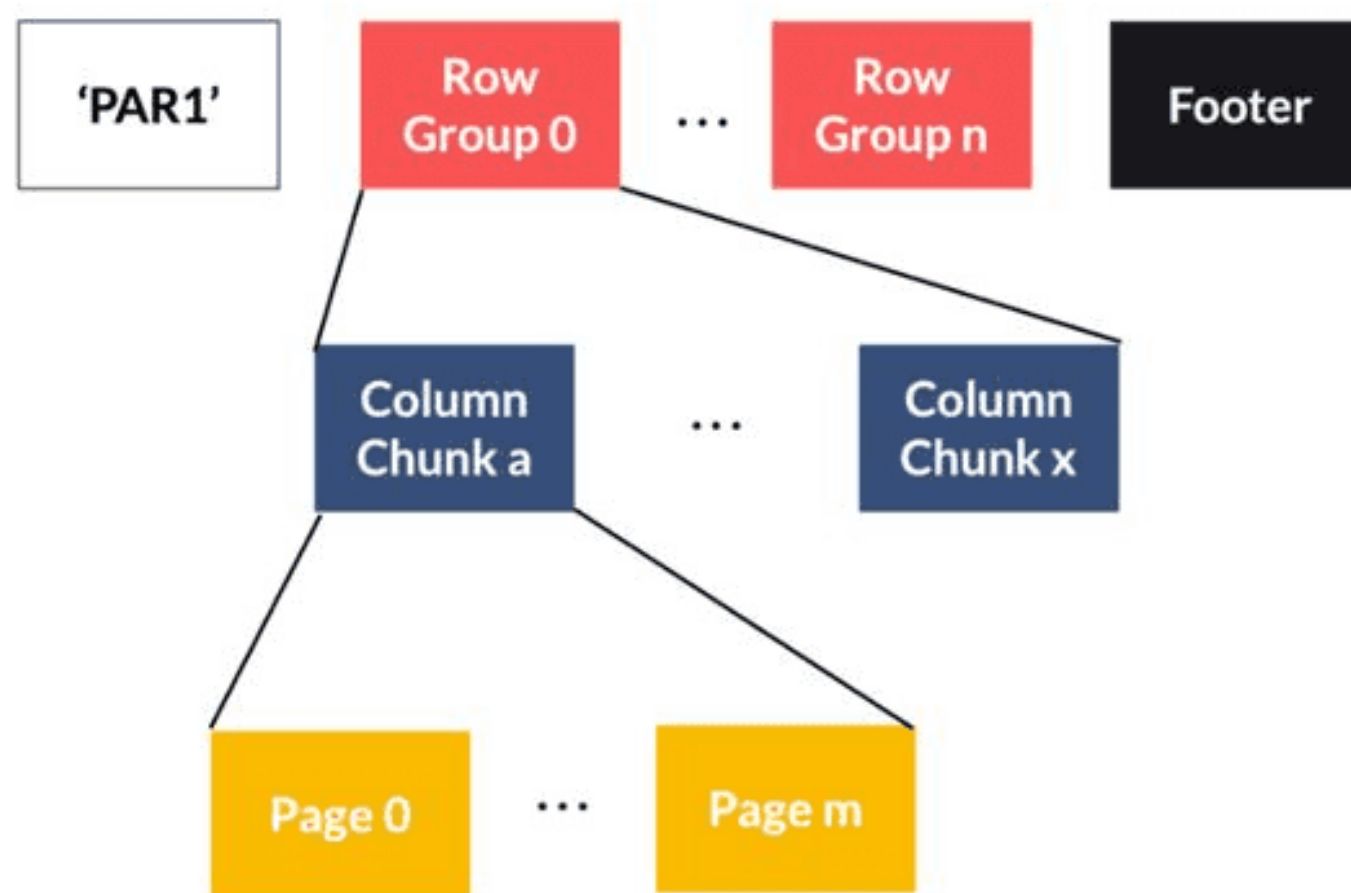 ‘PAR1’
Row
Group 0
...
Row
Group n
Footer
Column
Chunk a
...
Column
Chunk x
Page 0
...
Page m